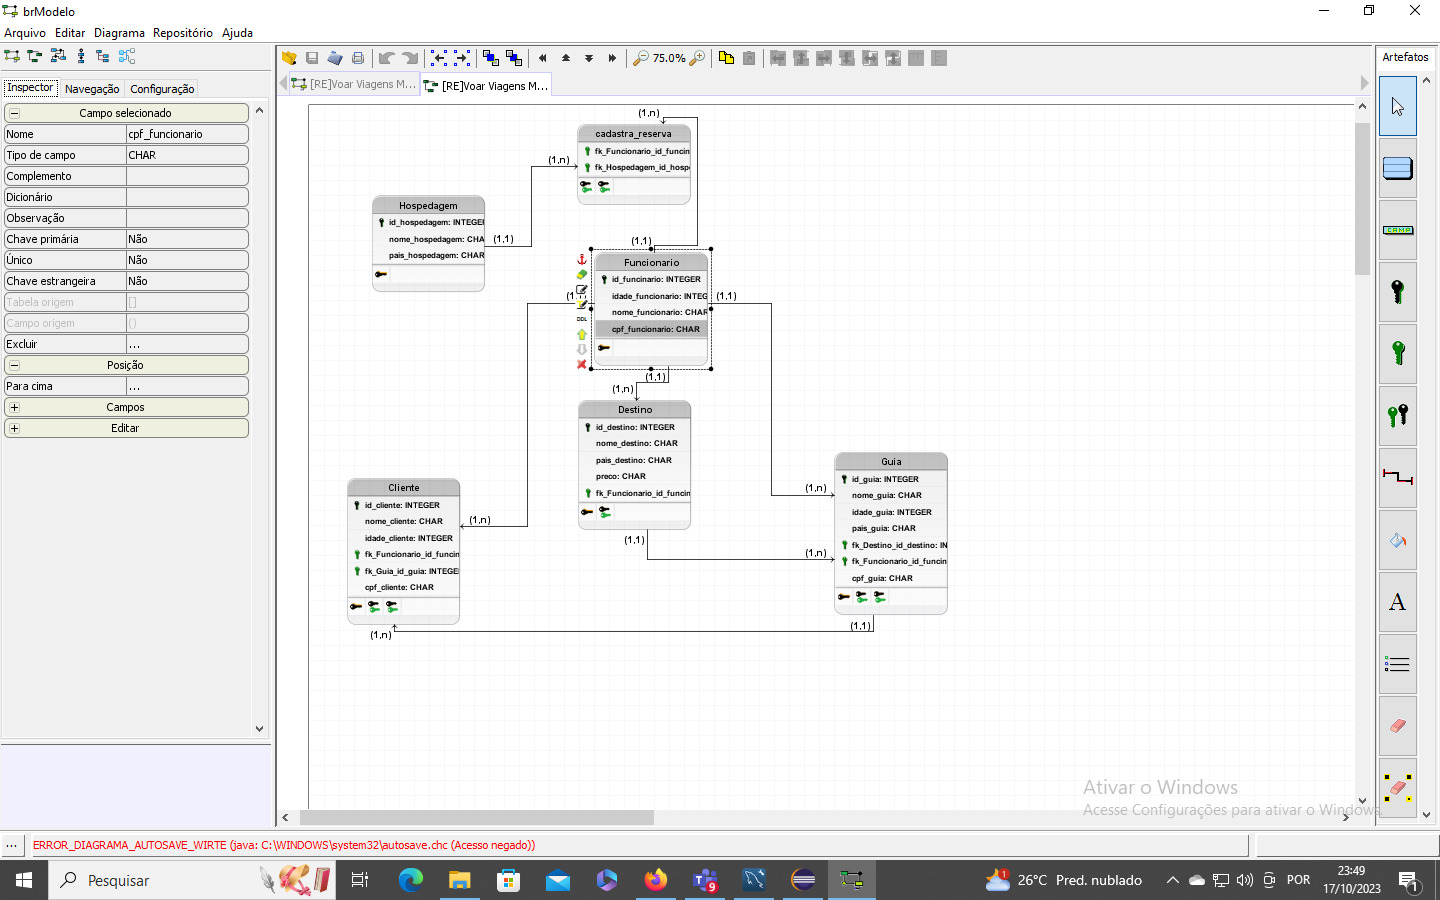 brModelo
Arquivo Editar Diagrama Repositório Ajuda
75.0%
Artefatos
Inspector Navegação Configuração
[RE]Voar Viagens M... [RE]Voar Viagens M...
Campo selecionado
Nome cpf_funcionario
Tipo de campo CHAR
Complemento
Dicionário
Observação
Chave primária Não
Único Não
Chave estrangeira Não
Tabela origem []
Campo origem ()
Excluir ...
Posição
Para cima ...
Campos
Editar
(1,n)
cadastra_reserva
fk_Funcionario_id_funcin
fk_Hospedagem_id_hosp
(1,n)
Hospedagem
id_hospedagem: INTEGER
nome_hospedagem: CHA
pais_hospedagem: CHAR
(1,1)
(1,1)
Funcionario
id_funcinario: INTEGER
idade_funcionario: INTEG
nome_funcionario: CHAR
cpf_funcionario: CHAR
DDL
(1,1)
(1,1)
(1,n)
Destino
id_destino: INTEGER
nome_destino: CHAR
pais_destino: CHAR
preco: CHAR
fk_Funcionario_id_funcin
(1,1)
Guia
id_guia: INTEGER
nome_guia: CHAR
idade_guia: INTEGER
pais_guia: CHAR
fk_Destino_id_destino: IN
fk_Funcionario_id_funcin
cpf_guia: CHAR
(1,n)
(1,n)
(1,1)
Cliente
id_cliente: INTEGER
nome_cliente: CHAR
idade_cliente: INTEGER
fk_Funcionario_id_funcin
fk_Guia_id_guia: INTEGE
cpf_cliente: CHAR
(1,n)
(1,n)
CAMP
A
Ativar o Windows
Acesse Configurações para ativar o Windows.
... ERROR_DIAGRAMA_AUTOSAVE_WIRTE (java: C:\WINDOWS\system32\autosave.chc (Acesso negado))
Pesquisar
9
1
26°C Pred. nublado
POR
23:49
17/10/2023
1